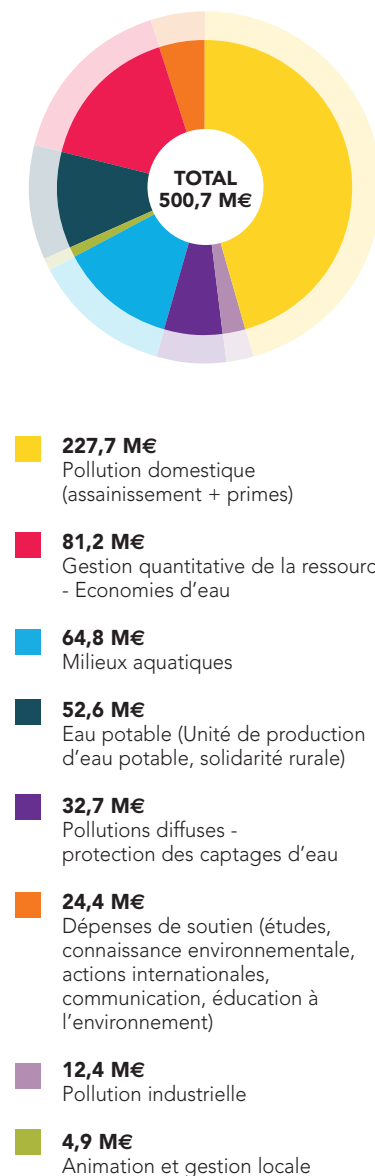 TOTAL
500,7 M€
227,7 M€
Pollution domestique
(assainissement + primes)
81,2 M€
Gestion quantitative de la ressourc
- Economies d’eau
64,8 M€
Milieux aquatiques
52,6 M€
Eau potable (Unité de production
d’eau potable, solidarité rurale)
32,7 M€
Pollutions diffuses -
protection des captages d’eau
24,4 M€
Dépenses de soutien (études,
connaissance environnementale,
actions internationales,
communication, éducation à
l’environnement)
12,4 M€
Pollution industrielle
4,9 M€
Animation et gestion locale